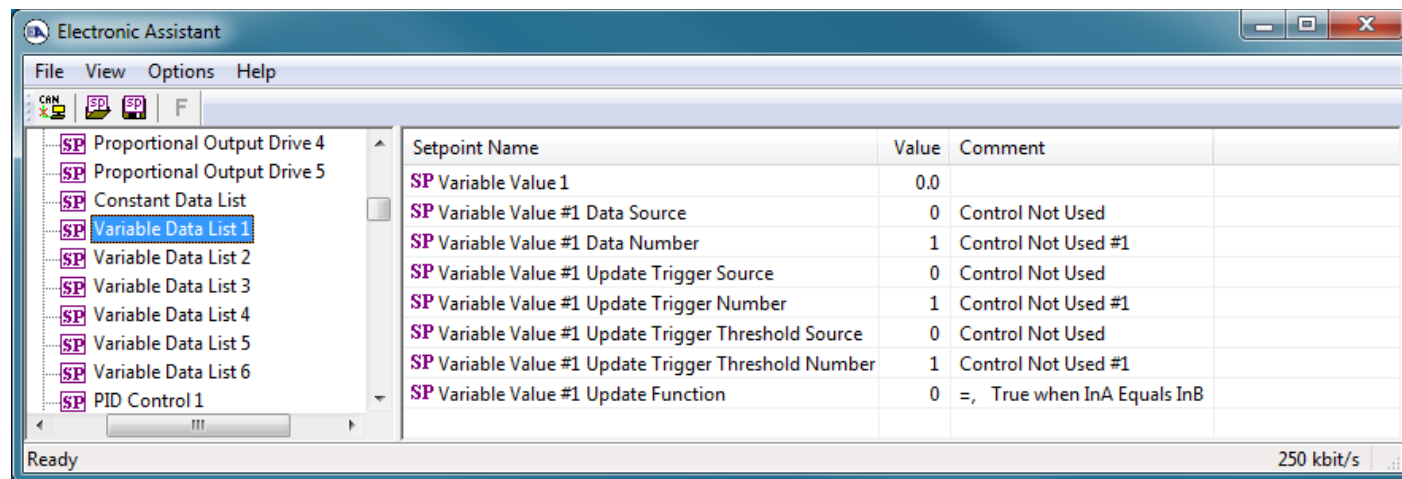 Electronic Assistant
File View Options Help
CAN SP SP F
SP Proportional Output Drive 4
SP Proportional Output Drive 5
SP Constant Data List
SP Variable Data List 1
SP Variable Data List 2
SP Variable Data List 3
SP Variable Data List 4
SP Variable Data List 5
SP Variable Data List 6
SP PID Control 1
Setpoint Name Value Comment
SP Variable Value 1 0.0
SP Variable Value #1 Data Source 0 Control Not Used
SP Variable Value #1 Data Number 1 Control Not Used #1
SP Variable Value #1 Update Trigger Source 0 Control Not Used
SP Variable Value #1 Update Trigger Number 1 Control Not Used #1
SP Variable Value #1 Update Trigger Threshold Source 0 Control Not Used
SP Variable Value #1 Update Trigger Threshold Number 1 Control Not Used #1
SP Variable Value #1 Update Function 0 =, True when InA Equals InB
Ready 250 kbit/s